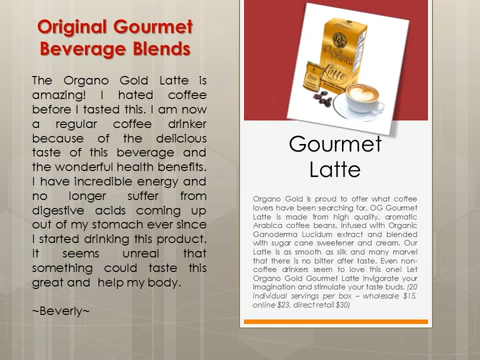 Original Gourmet
Beverage Blends
The Organo Gold Latte is
amazing! I hated coffee
before I tasted this. I am now
a regular coffee drinker
because of the delicious
taste of this beverage and
the wonderful health benefits.
I have incredible energy and
no longer suffer from
digestive acids coming up
out of my stomach ever since
I started drinking this product.
It seems unreal that
something could taste this
great and help my body.
~Beverly~
Latte
Gourmet
Latte
Organo Gold is proud to offer what coffee
lovers have been searching for. OG Gourmet
Latte is made from high quality, aromatic
Arabica coffee beans, infused with Organic
Ganoderma Lucidum extract and blended
with sugar cane sweetener and cream. Our
Latte is as smooth as silk and many marvel
that there is no bitter after taste. Even non-
coffee drinkers seem to love this one! Let
Organo Gold Gourmet Latte invigorate your
imagination and stimulate your taste buds. (20
individual servings per box – wholesale $15,
online $23, direct retail $30)